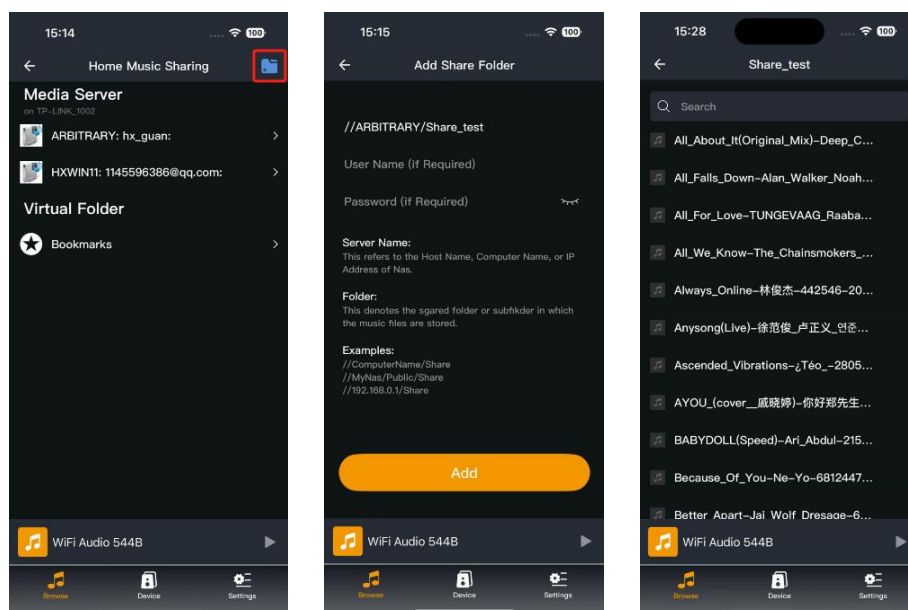 15:14
100
Home Music Sharing
Media Server
on TP-LINK_1002
ARBITRARY: hx_guan:
HXWIN11: 1145596386@qq.com:
Virtual Folder
Bookmarks
WiFi Audio 544B
Browse
Device
Settings
15:15
100
Add Share Folder
//ARBITRARY/Share_test
User Name (if Required)
Password (if Required)
Server Name:
This refers to the Host Name, Computer Name, or IP
Address of Nas.
Folder:
This denotes the sgared folder or subfikder in which
the music files are stored.
Examples:
//ComputerName/Share
//MyNas/Public/Share
//192.168.0.1/Share
Add
WiFi Audio 544B
Browse
Device
Settings
15:28
100
Share_test
Search
All_About_It(Original_Mix)-Deep_C...
All_Falls_Down-Alan_Walker_Noah...
All_For_Love-TUNGEVAAG_Raaba...
All_We_Know-The_Chainsmokers_...
Always_Online-林俊杰-442546-20...
Anysong(Live)-徐范俊_卢正义_연준...
Ascended_Vibrations-¿Téo_-2805...
AYOU_(cover__戚晓婷)-你好郑先生...
BABYDOLL(Speed)-Ari_Abdul-215...
Because_Of_You-Ne-Yo-6812447...
Better_Apart-Jai_Wolf_Dresage-6...
WiFi Audio 544B
Browse
Device
Settings